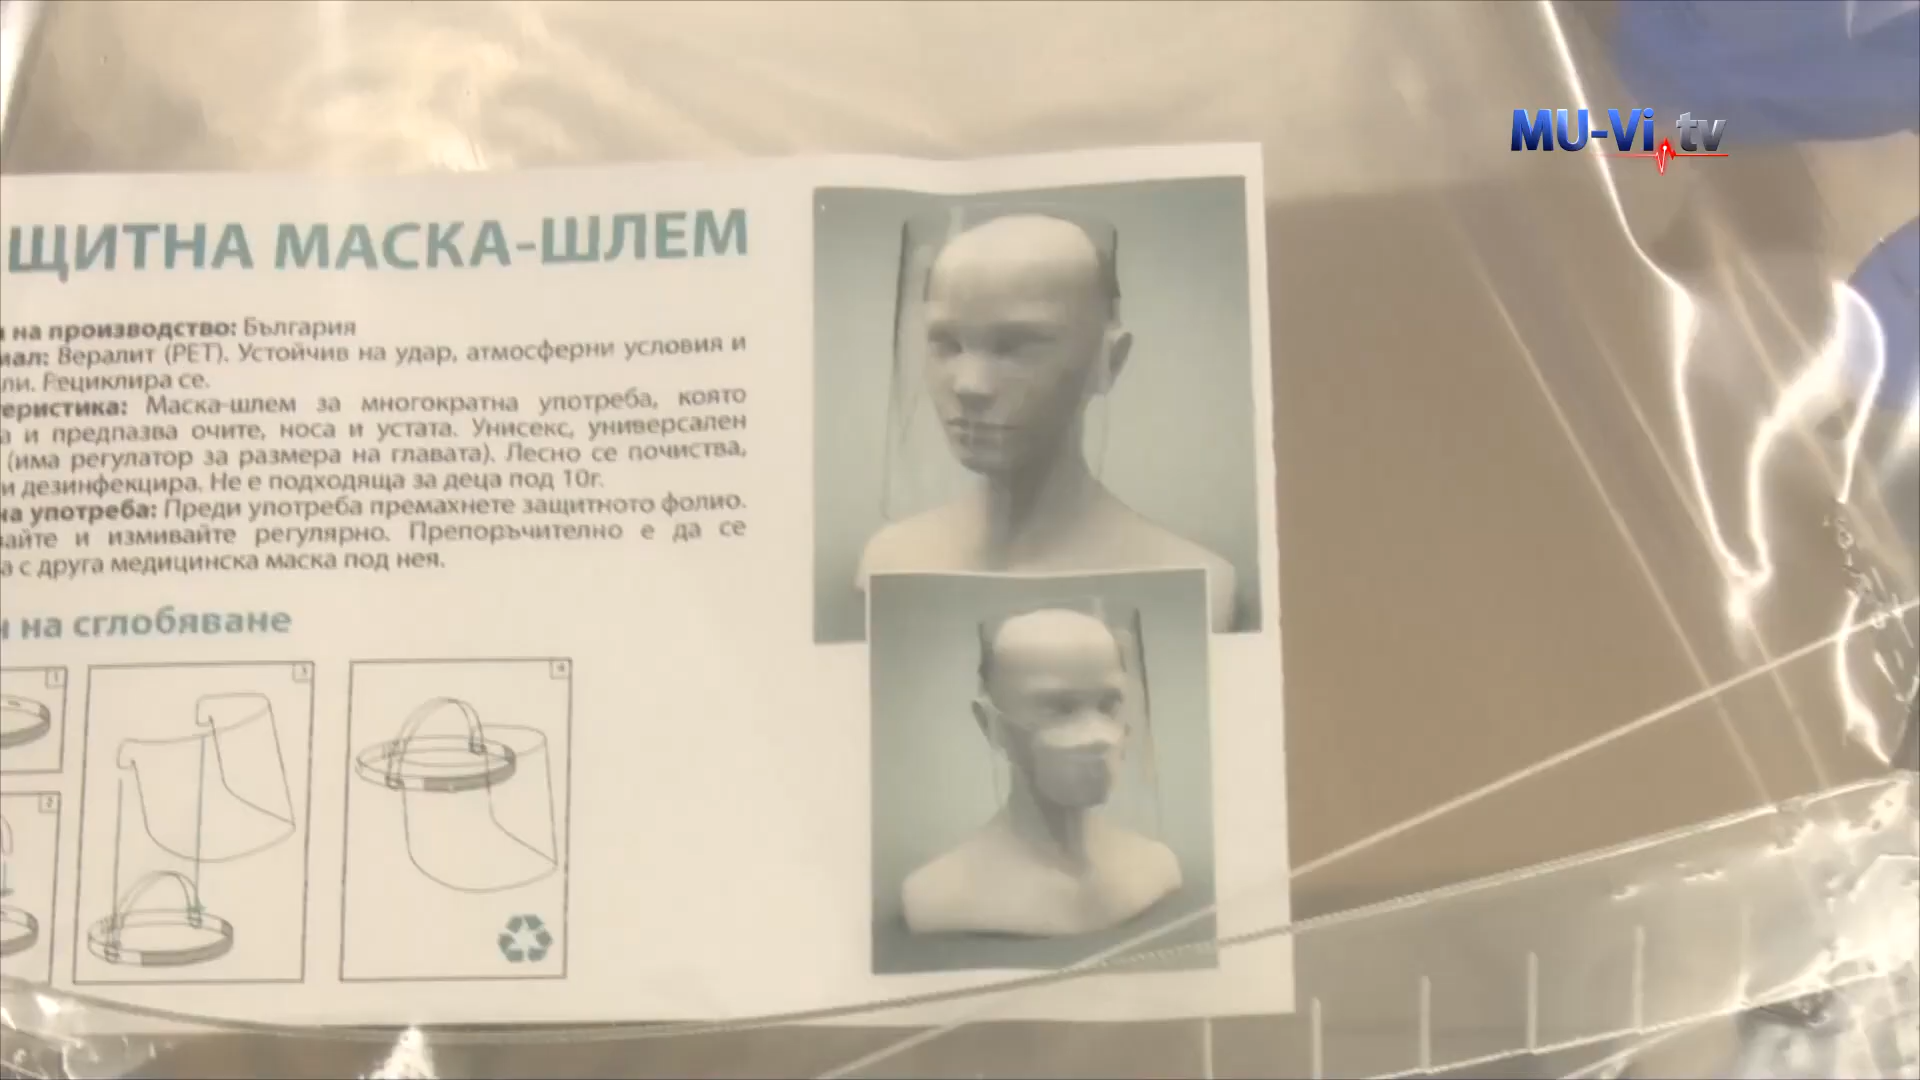 MU-Vi.tv
ЩИТНА МАСКА-ШЛЕМ
на производство: България
иал: Вералит (PET). Устойчив на удар, атмосферни условия и
ли. Рециклира се.
еристика: Маска-шлем за многократна употреба, която
а и предпазва очите, носа и устата. Унисекс, универсален
(има регулатор за размера на главата). Лесно се почиства,
и дезинфекцира. Не е подходяща за деца под 10г.
на употреба: Преди употреба премахнете защитното фолио.
вайте и измивайте регулярно. Препоръчително е да се
а с друга медицинска маска под нея.
на сглобяване
1
3
4
2